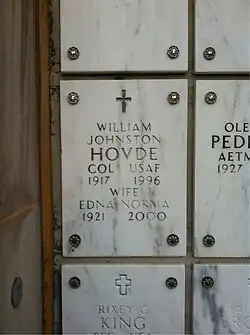 WILLIAM
JOHNSTON
HOVDE
COL USAF
1917 1996
WIFE
EDNA NORMA
1921 2000
OLE
PED
AETM
1927
RIXEY C
KING